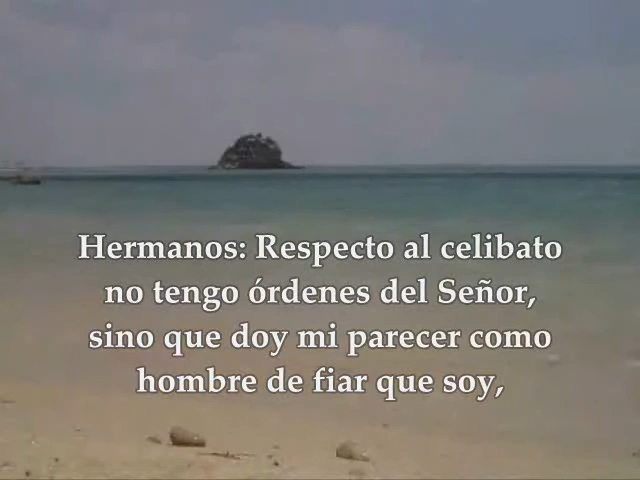 Hermanos: Respecto al celibato
no tengo órdenes del Señor,
sino que doy mi parecer como
hombre de fiar que soy,